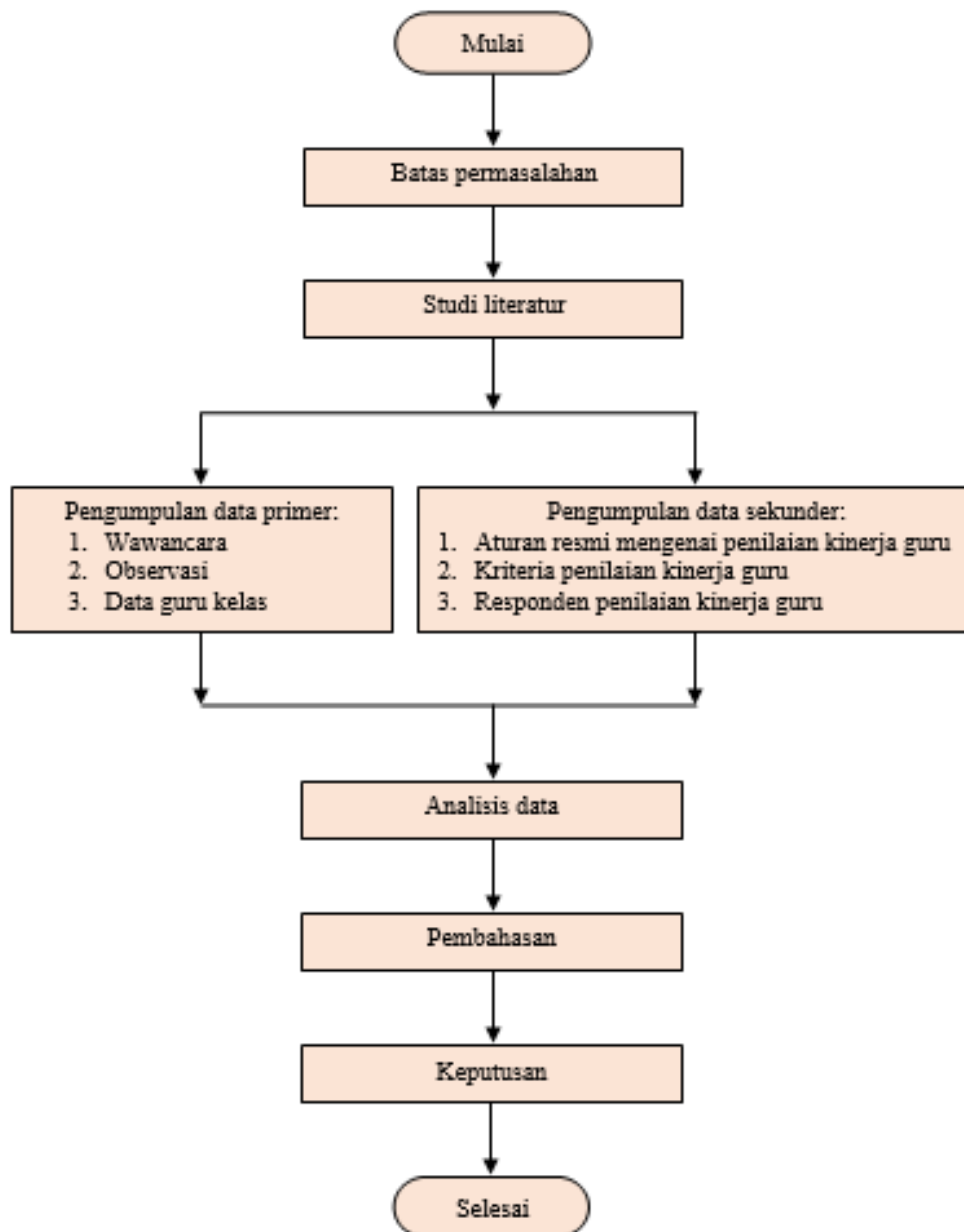 Mulai
Batas permasalahan
Studi literatur
Pengumpulan data primer:
1. Wawancara
2. Observasi
3. Data guru kelas
Pengumpulan data sekunder:
1. Aturan resmi mengenai penilaian kinerja guru
2. Kriteria penilaian kinerja guru
3. Responden penilaian kinerja guru
Analisis data
Pembahasan
Keputusan
Selesai